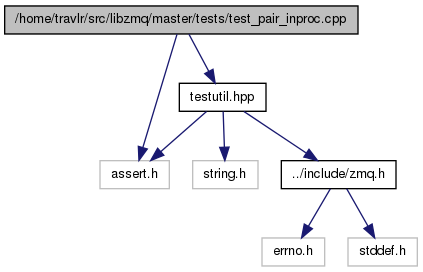 /home/travlr/src/libzmq/master/tests/test_pair_inproc.cpp
testutil.hpp
assert.h
string.h
../include/zmq.h
errno.h
stddef.h